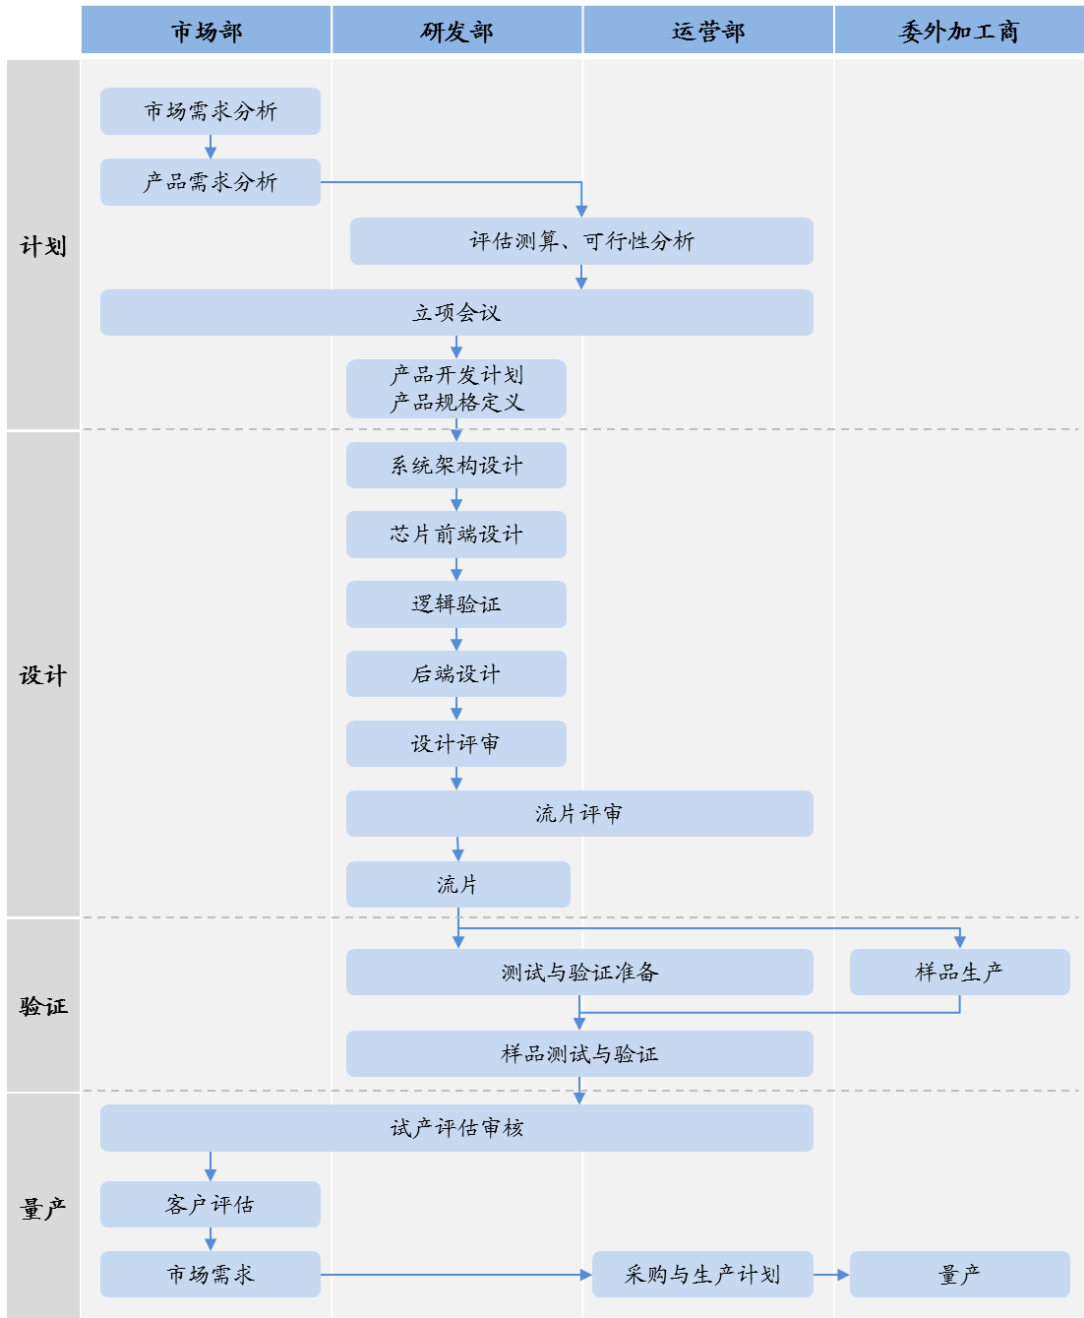 市场部
研发部
运营部
委外加工商
计划
市场需求分析
产品需求分析
评估测算、可行性分析
立项会议
产品开发计划
产品规格定义
设计
系统架构设计
芯片前端设计
逻辑验证
后端设计
设计评审
流片评审
流片
验证
测试与验证准备
样品生产
样品测试与验证
量产
试产评估审核
客户评估
市场需求
采购与生产计划
量产